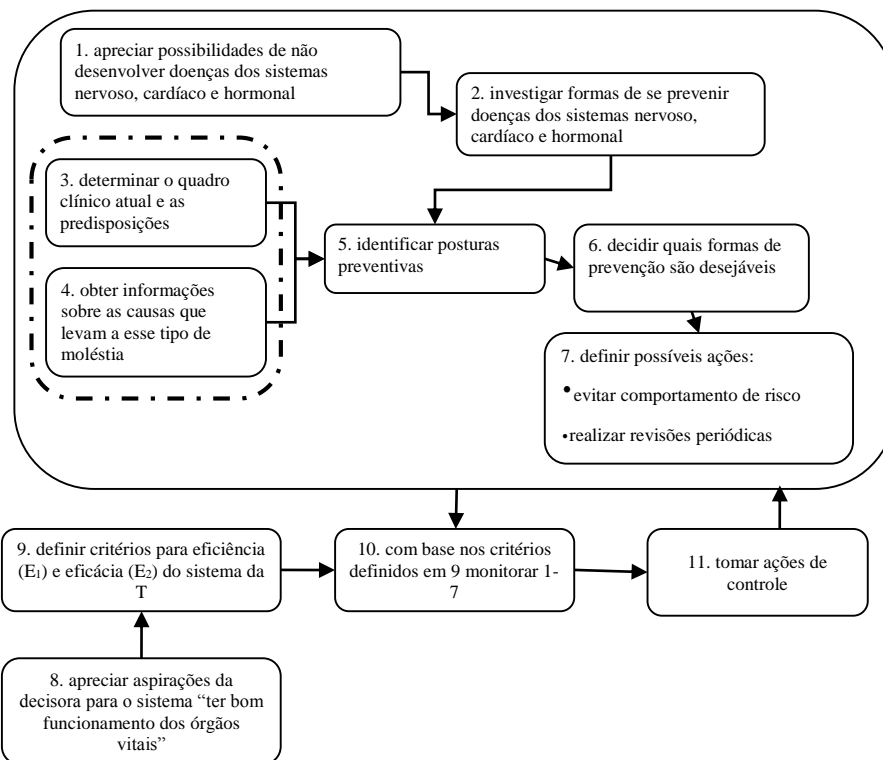 1. apreciar possibilidades de não
desenvolver doenças dos sistemas
nervoso, cardíaco e hormonal
2. investigar formas de se prevenir
doenças dos sistemas nervoso,
cardíaco e hormonal
3. determinar o quadro
clínico atual e as
predisposições
4. obter informações
sobre as causas que
levam a esse tipo de
moléstia
5. identificar posturas
preventivas
6. decidir quais formas de
prevenção são desejáveis
7. definir possíveis ações:
• evitar comportamento de risco
• realizar revisões periódicas
9. definir critérios para eficiência
(E₁) e eficácia (E₂) do sistema da
T
10. com base nos critérios
definidos em 9 monitorar 1-
7
11. tomar ações de
controle
8. apreciar aspirações da
decisora para o sistema “ter bom
funcionamento dos órgãos
vitais”